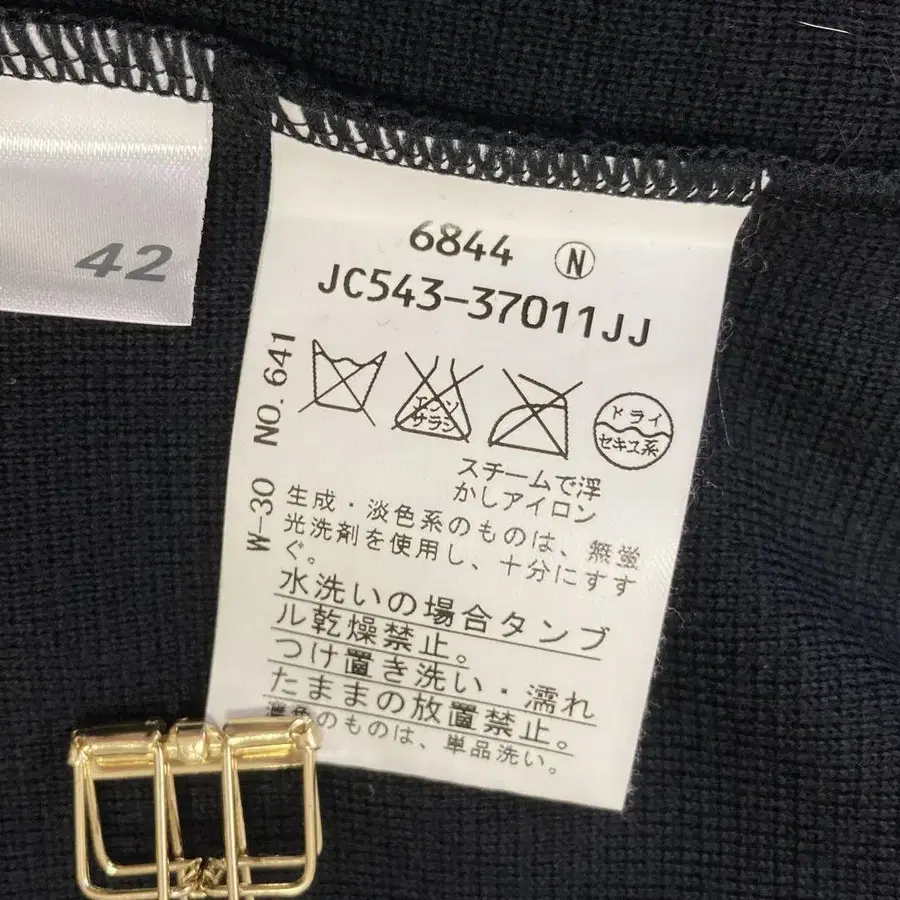 42
6844 Ⓝ
JC543-37011JJ
W-30 NO.641
エンソ
サラシ
ドライ
セキユ系
スチームで浮
かしアイロン
生成・淡色系のものは、無蛍
光洗剤を使用し、十分にすす
ぐ。
水洗いの場合タンブ
ル乾燥禁止。
つけ置き洗い・濡れ
たままの放置禁止。
濃色のものは、単品洗い。